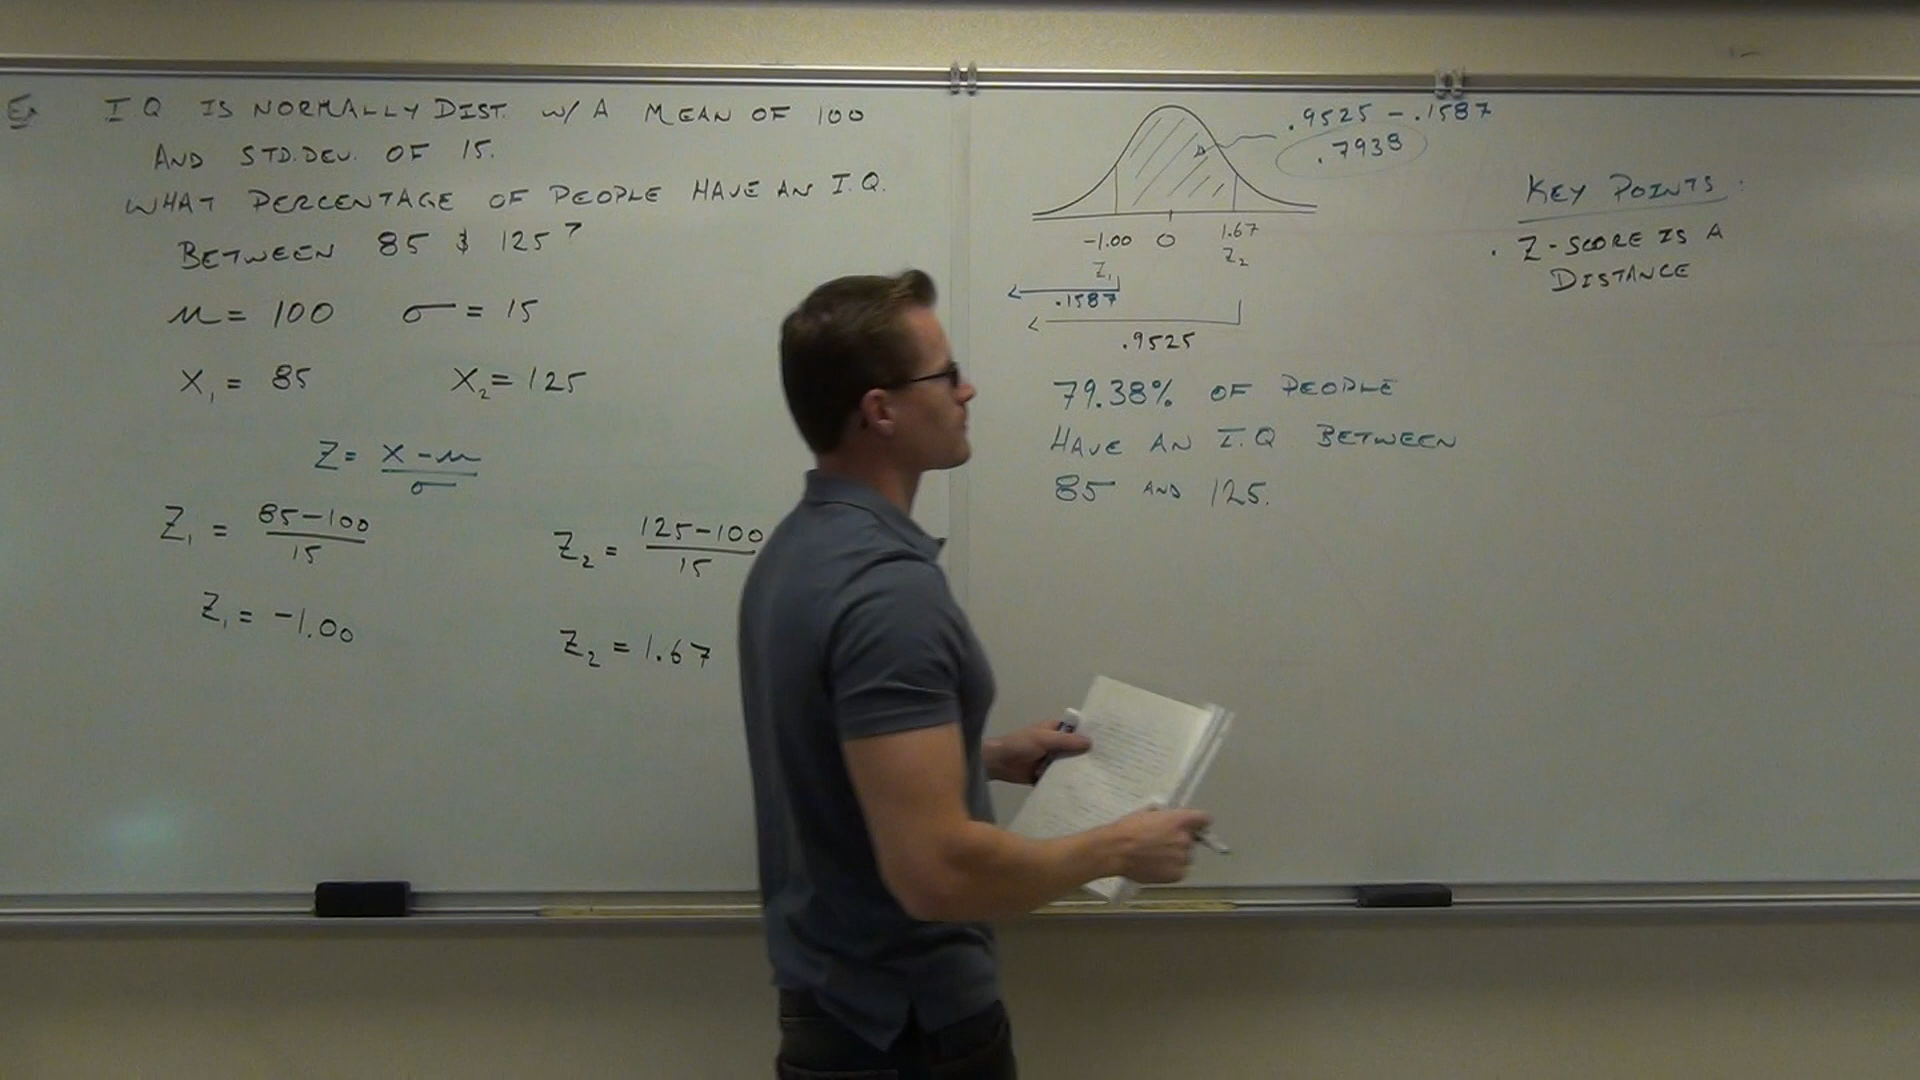 Ex I Q IS NORMALLY DIST. W/ A MEAN OF 100
AND STD.DEV. OF 15.
WHAT PERCENTAGE OF PEOPLE HAVE AN I.Q.
BETWEEN 85 & 125?
μ = 100 σ = 15
X₁ = 85 X₂ = 125
Z = (X - μ)/σ
Z₁ = (85-100)/15 Z₂ = (125-100)/15
Z₁ = -1.00 Z₂ = 1.67
.9525 - .1587
.7938
-1.00 0 1.67
Z₁ Z₂
.1587
.9525
79.38% OF PEOPLE
HAVE AN I.Q BETWEEN
85 AND 125.
KEY POINTS:
. Z-SCORE IS A
DISTANCE